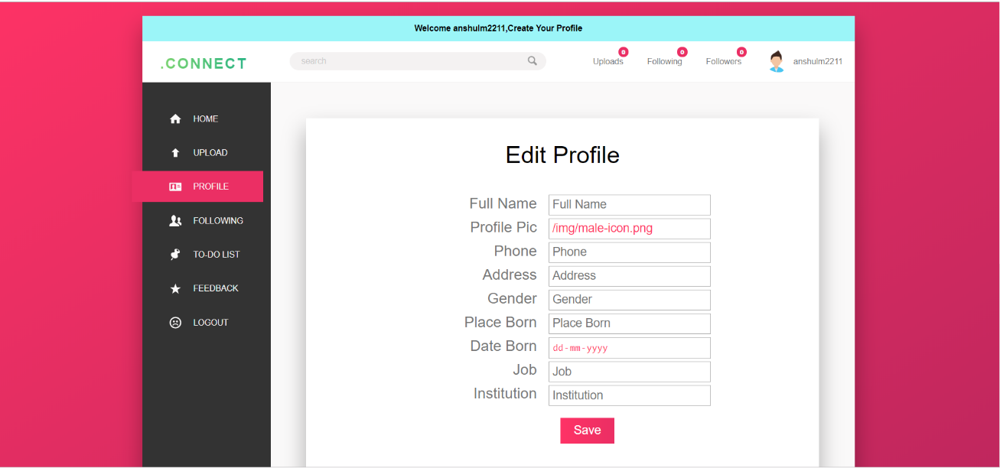 Welcome anshulm2211,Create Your Profile
.CONNECT
search
Uploads 0
Following 0
Followers 0
anshulm2211
HOME
UPLOAD
PROFILE
FOLLOWING
TO-DO LIST
FEEDBACK
LOGOUT
Edit Profile
Full Name Full Name
Profile Pic /img/male-icon.png
Phone Phone
Address Address
Gender Gender
Place Born Place Born
Date Born dd-mm-yyyy
Job Job
Institution Institution
Save